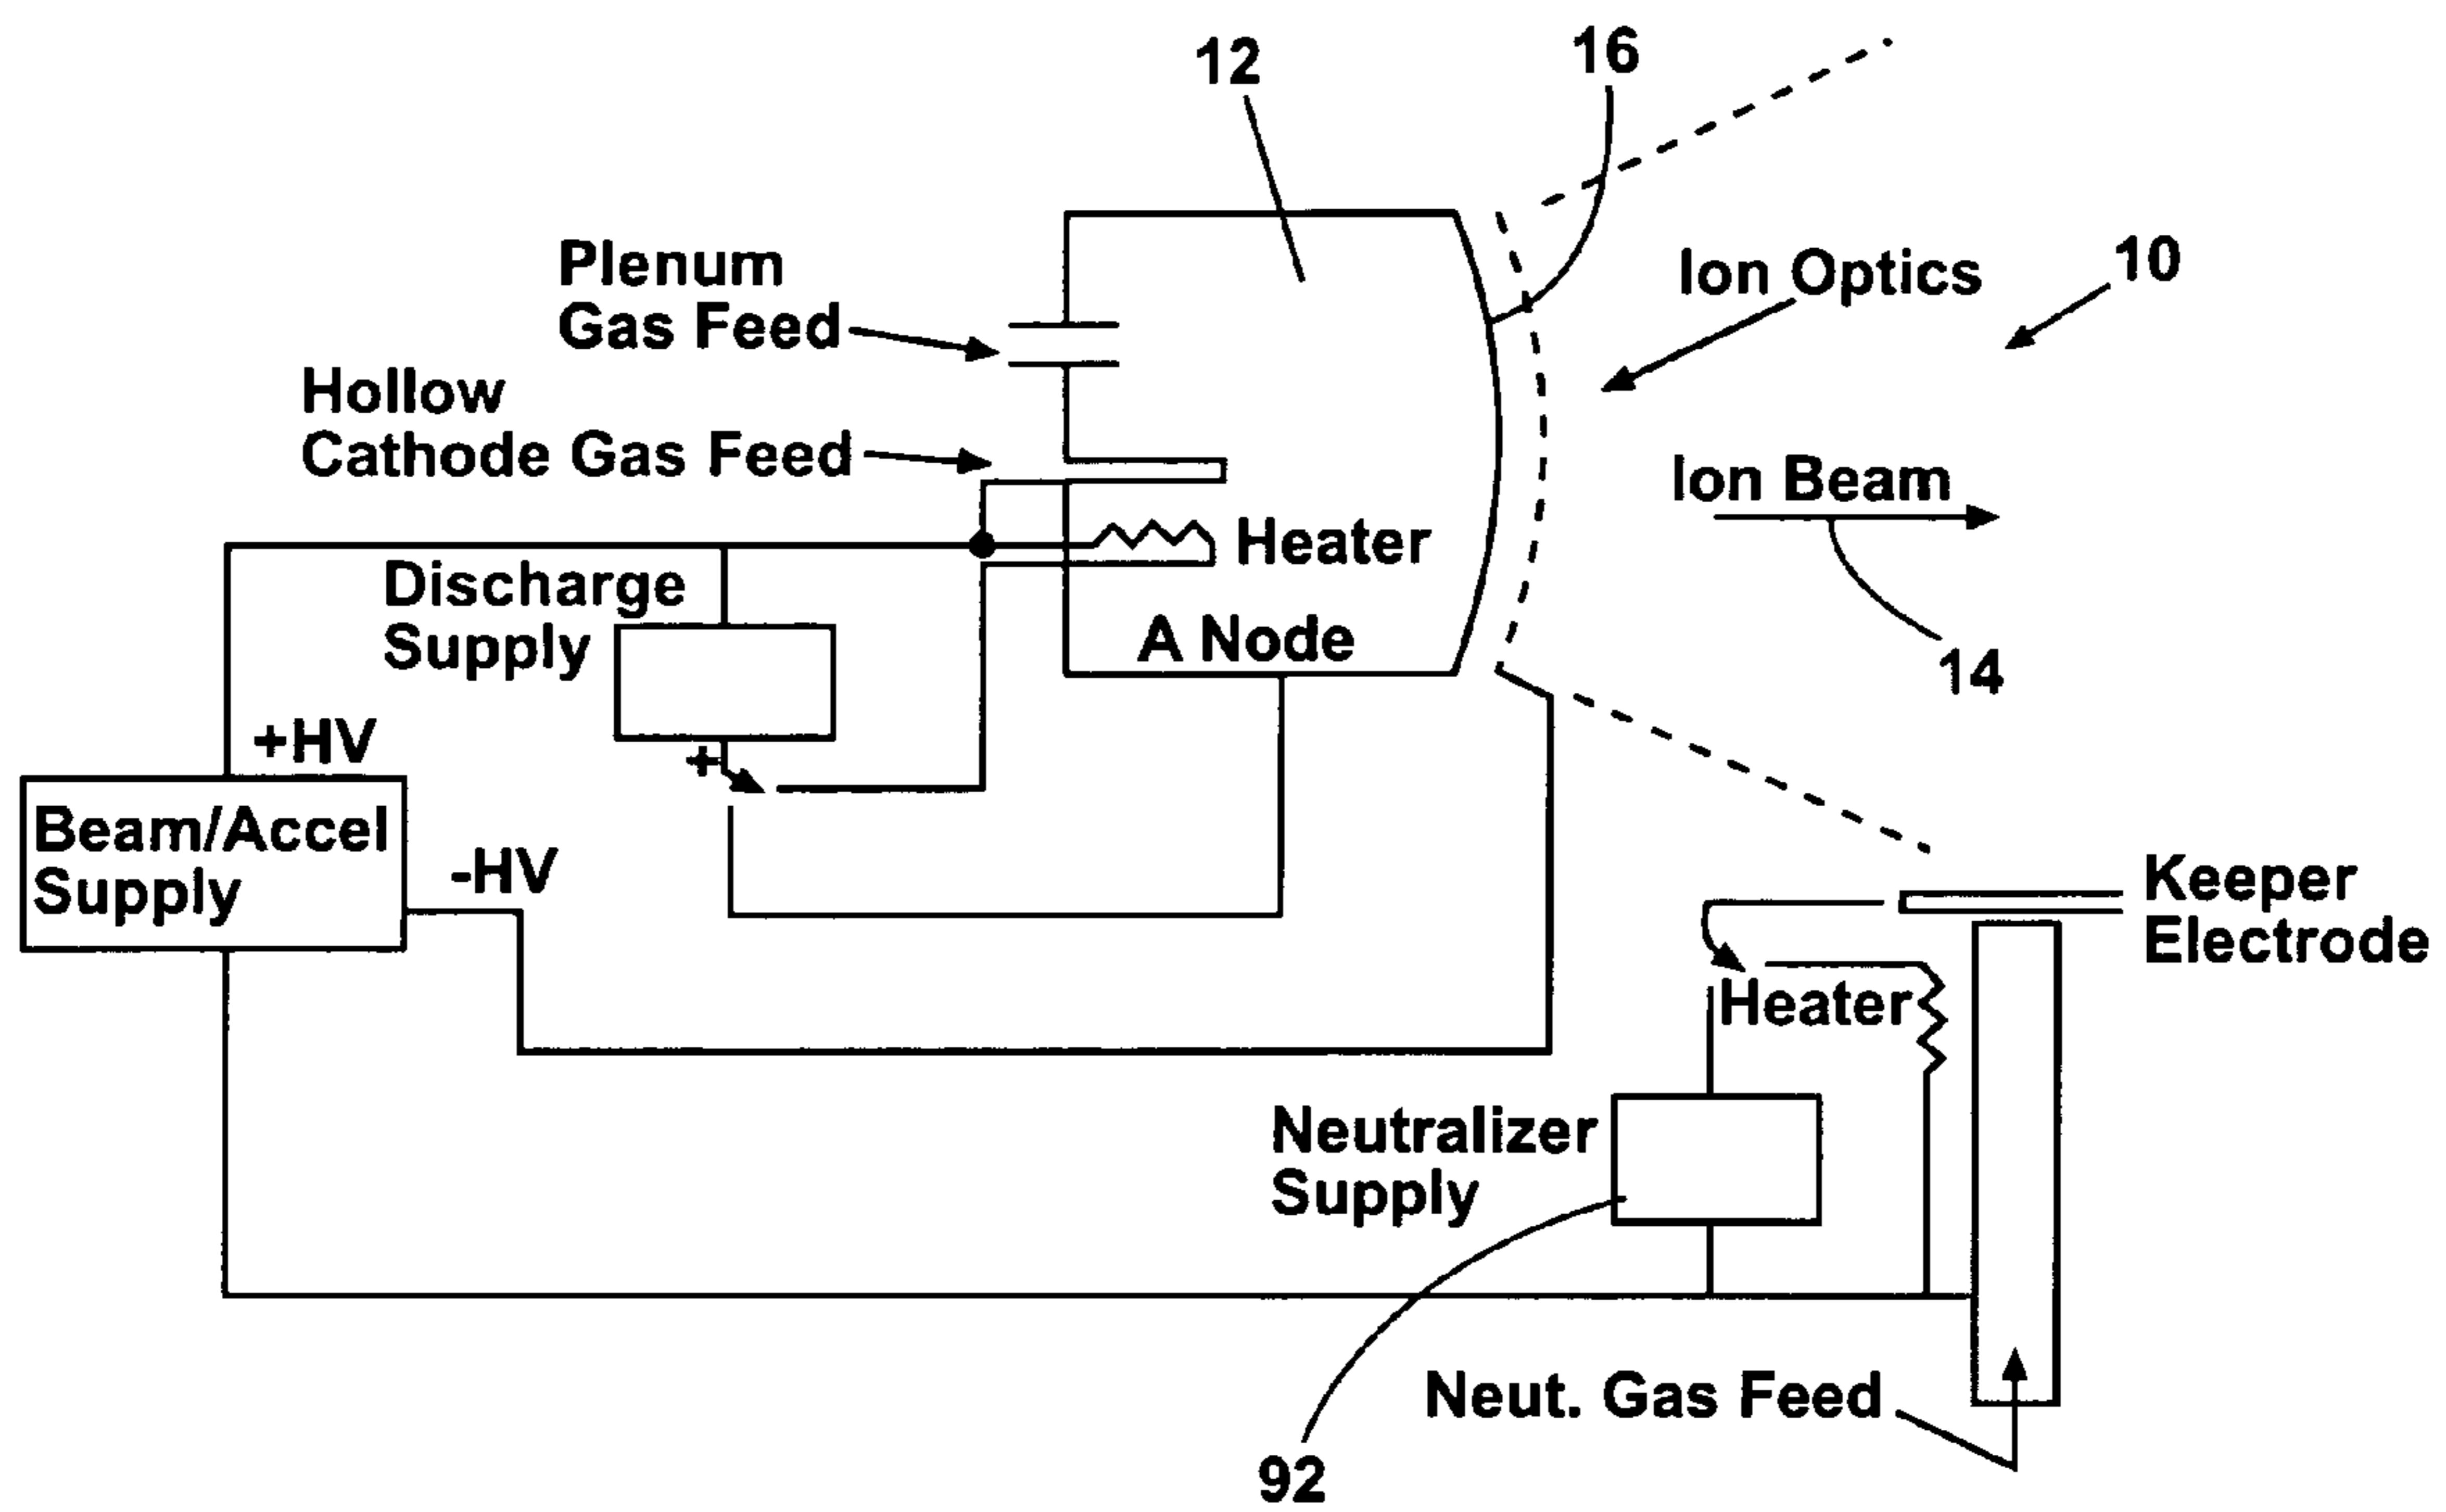 12
16
Plenum
Gas Feed
Ion Optics
10
Hollow
Cathode Gas Feed
Ion Beam
Heater
Discharge
Supply
A Node
14
+HV
+
Beam/Accel
Supply
-HV
Keeper
Electrode
Heater
Neutralizer
Supply
Neut. Gas Feed
92